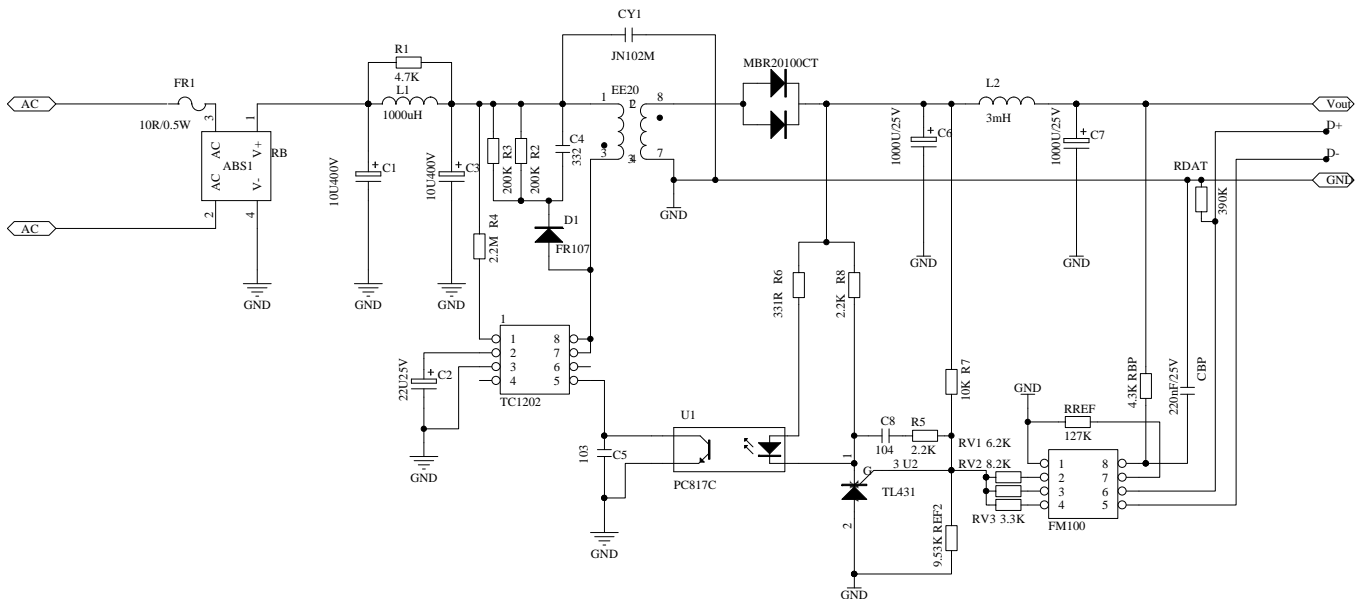 CY1
JN102M
R1
4.7K
L1
1000uH
FR1
10R/0.5W
AC
AC
3
1
AC
AC
V+
V-
ABS1
RB
2
4
GND
10U400V
C1
GND
10U400V
C3
GND
200K R3
200K R2
C4
332
2.2M R4
D1
FR107
EE20
1
3
8
7
GND
MBR20100CT
1000U/25V
C6
GND
L2
3mH
1000U/25V
C7
GND
Vout
D+
D-
GND
RDAT
390K
331R R6
2.2K R8
10K R7
4.3K RBP
220nF/25V
CBP
1
1
2
3
4
8
7
6
5
TC1202
22U25V
C2
GND
103
C5
GND
U1
PC817C
C8
104
R5
2.2K
1
G
3 U2
TL431
2
9.53K REF2
GND
RV1 6.2K
RV2 8.2K
RV3 3.3K
GND
RREF
127K
1
2
3
4
8
7
6
5
FM100